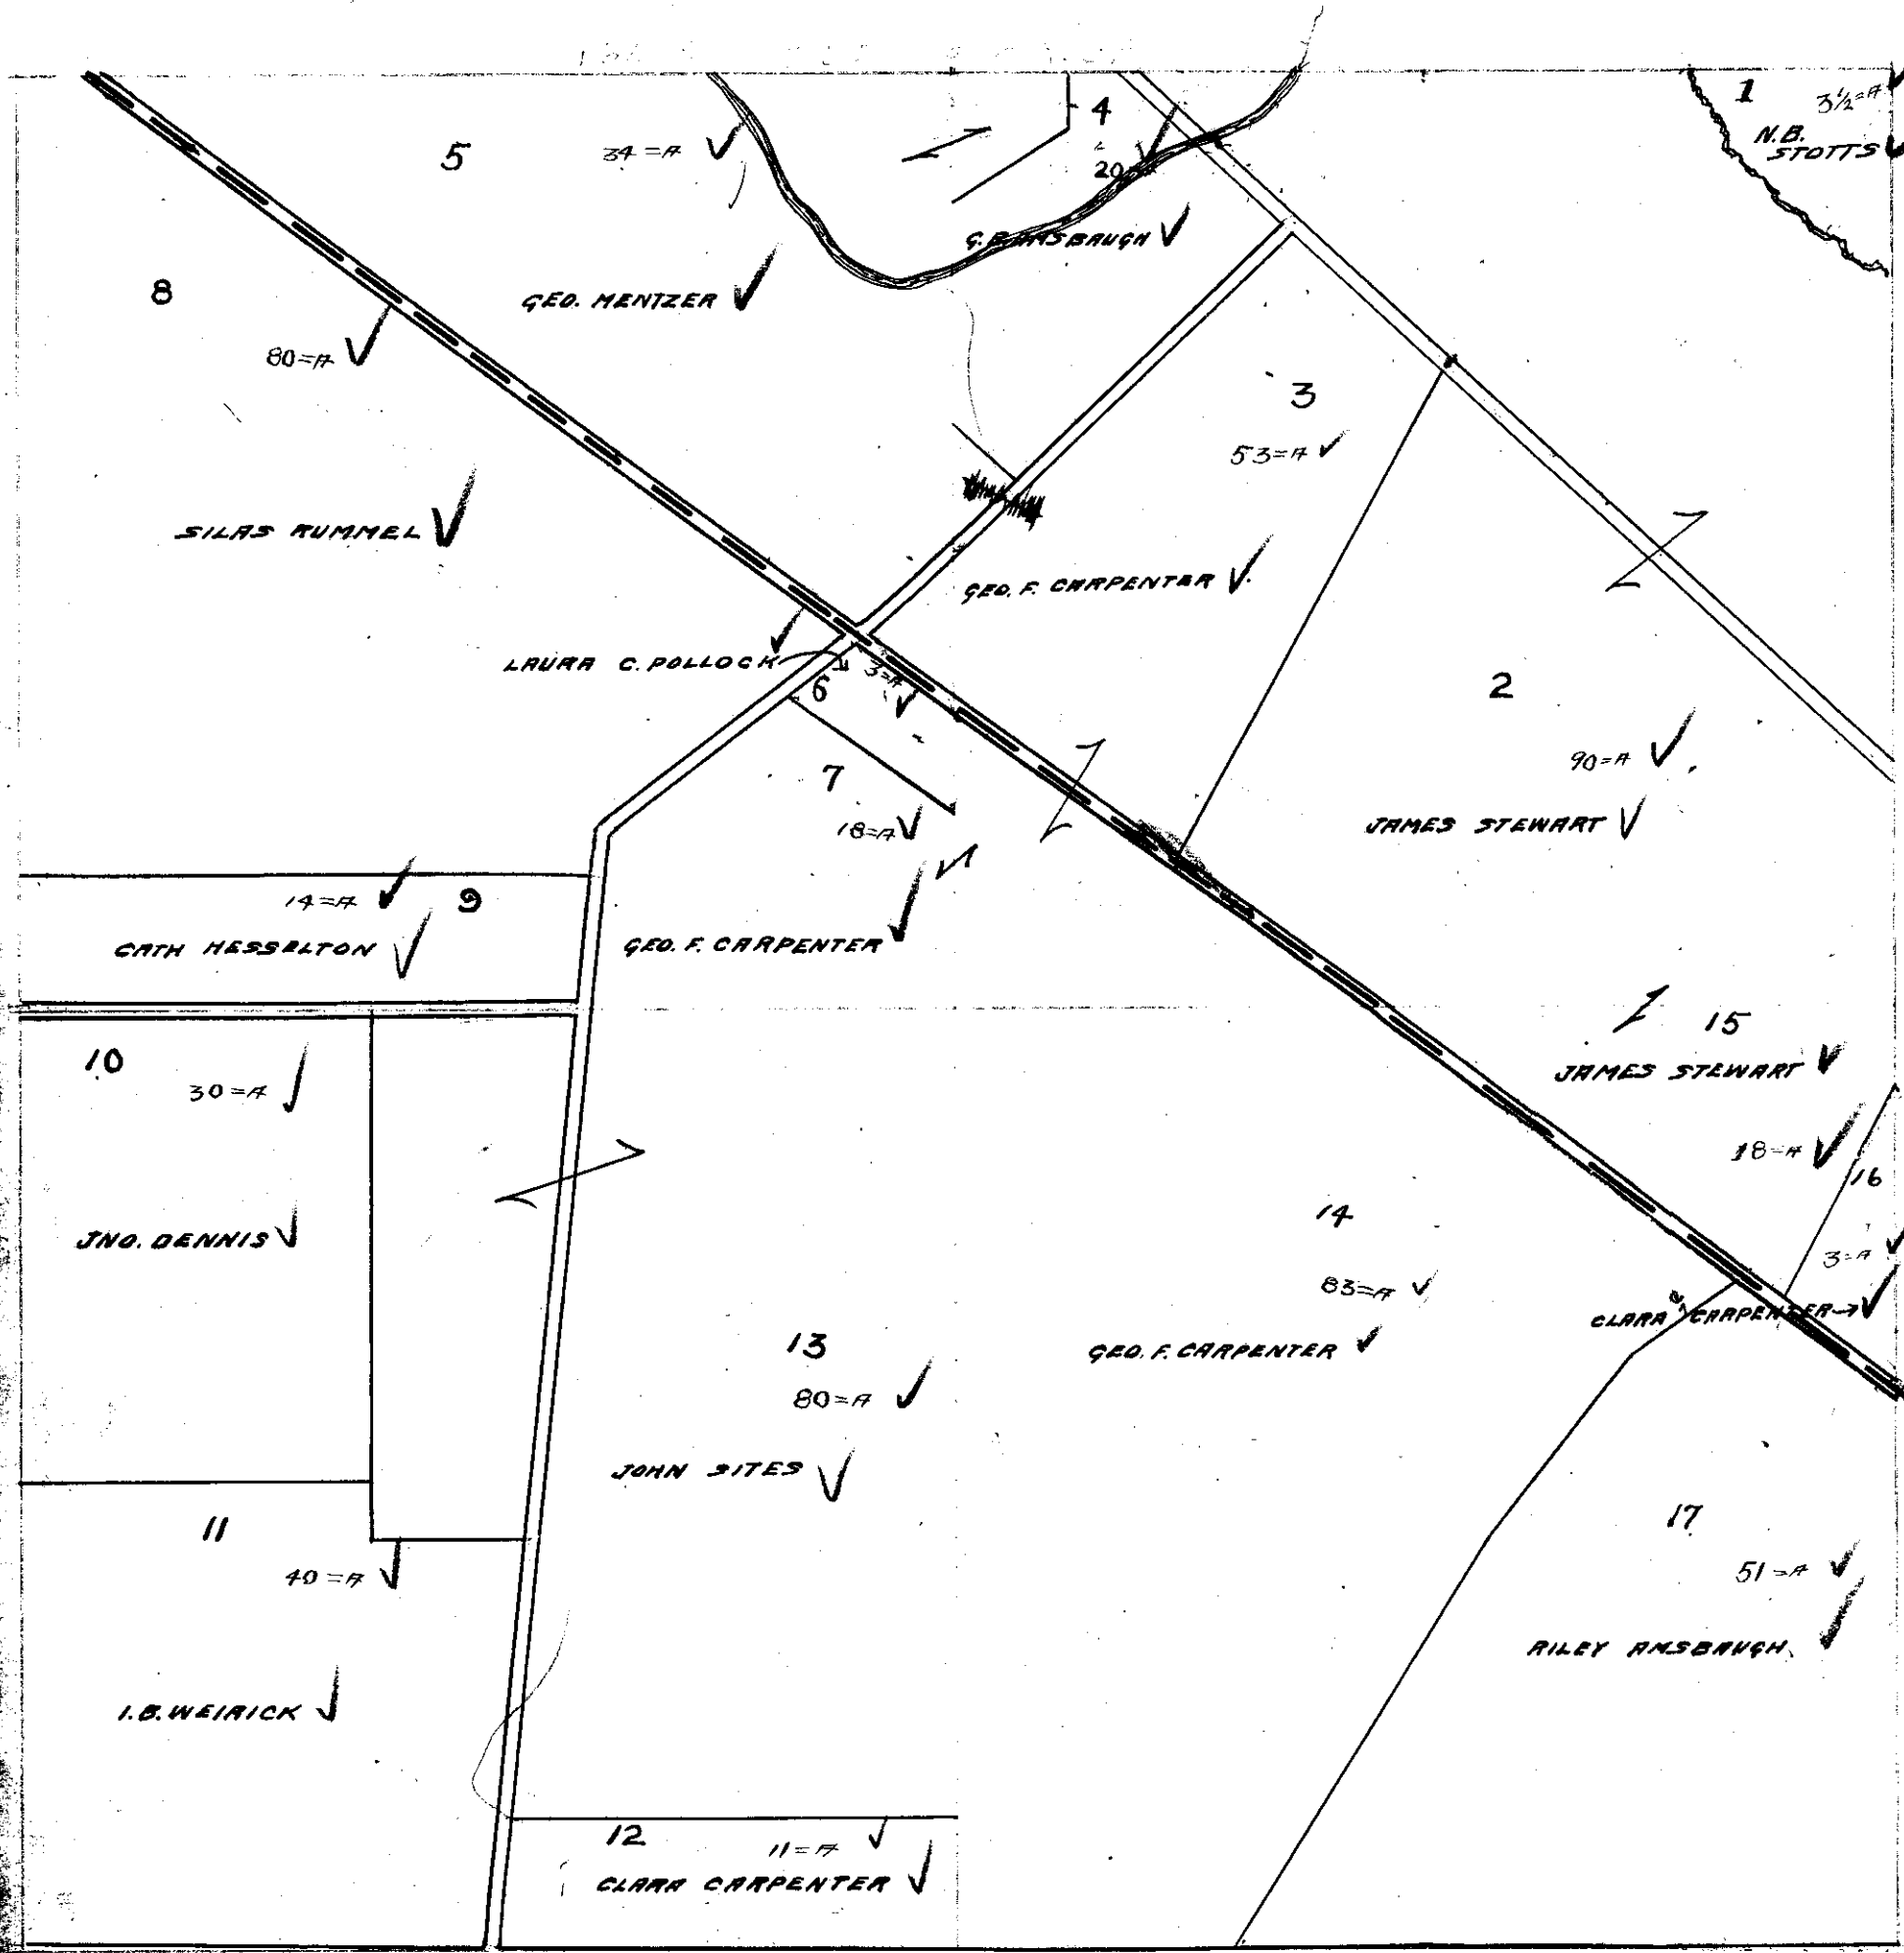 1
3½=A
N.B.
STOTTS
4
20
5
34=A
G.B. AMSBAUGH
8
GEO. MENTZER
80=A
3
53=A
SILAS RUMMEL
GEO. F. CARPENTER
LAURA C. POLLOCK
3=A
6
2
90=A
7
18=A
JAMES STEWART
14=A
9
CATH HESSELTON
GEO. F. CARPENTER
15
JAMES STEWART
10
30=A
18=A
16
14
JNO. DENNIS
3=A
83=A
CLARA CARPENTER
13
GEO. F. CARPENTER
80=A
JOHN SITES
17
11
51=A
40=A
RILEY AMSBAUGH
I.B. WEIRICK
12
11=A
CLARA CARPENTER